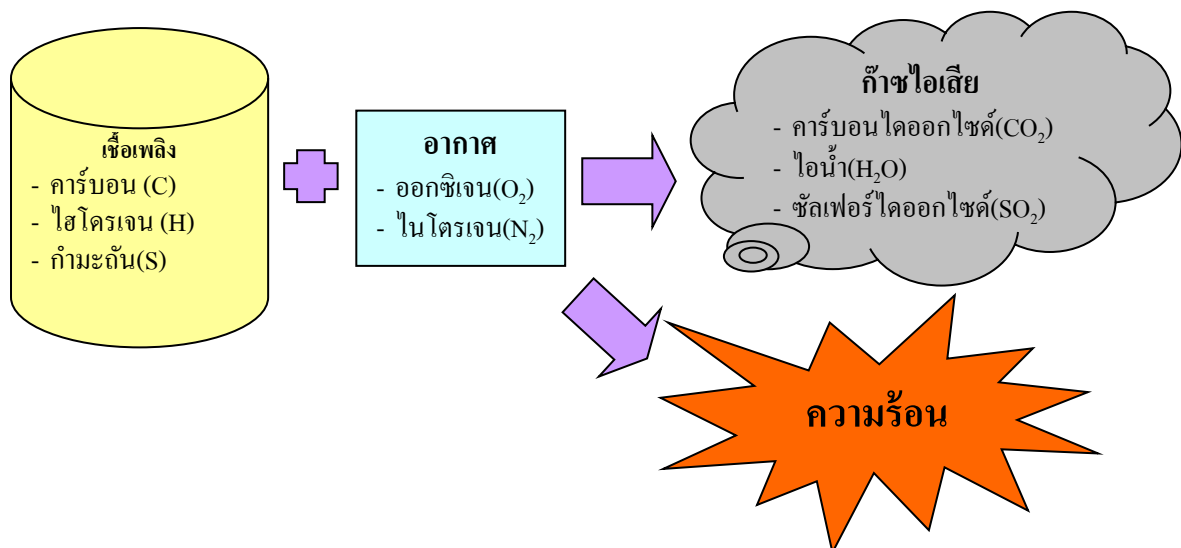 เชื้อเพลิง
- คาร์บอน (C)
- ไฮโดรเจน (H)
- กำมะถัน(S)
อากาศ
- ออกซิเจน(O₂)
- ไนโตรเจน(N₂)
ก๊าซไอเสีย
- คาร์บอนไดออกไซด์(CO₂)
- ไอน้ำ(H₂O)
- ซัลเฟอร์ไดออกไซด์(SO₂)
ความร้อน